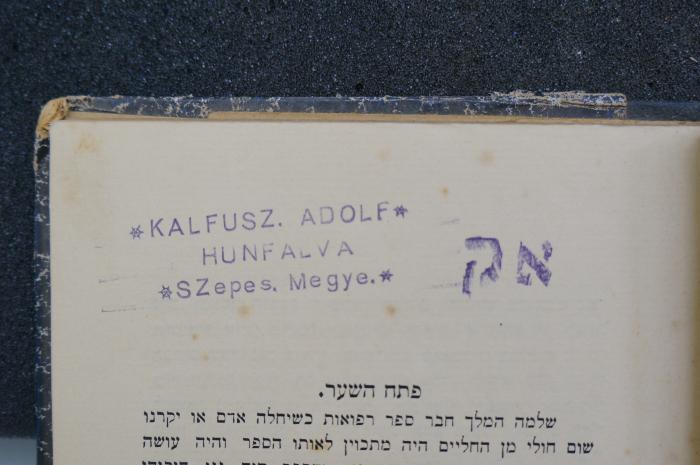 *KALFUSZ. ADOLF*
HUNFALVA
*SZepes. Megye.*
אק
פתח השער.
שלמה המלך חבר ספר רפואות כשיחלה אדם או יקרנו
שום חולי מן החליים היה מתכוין לאותו הספר והיה עושה